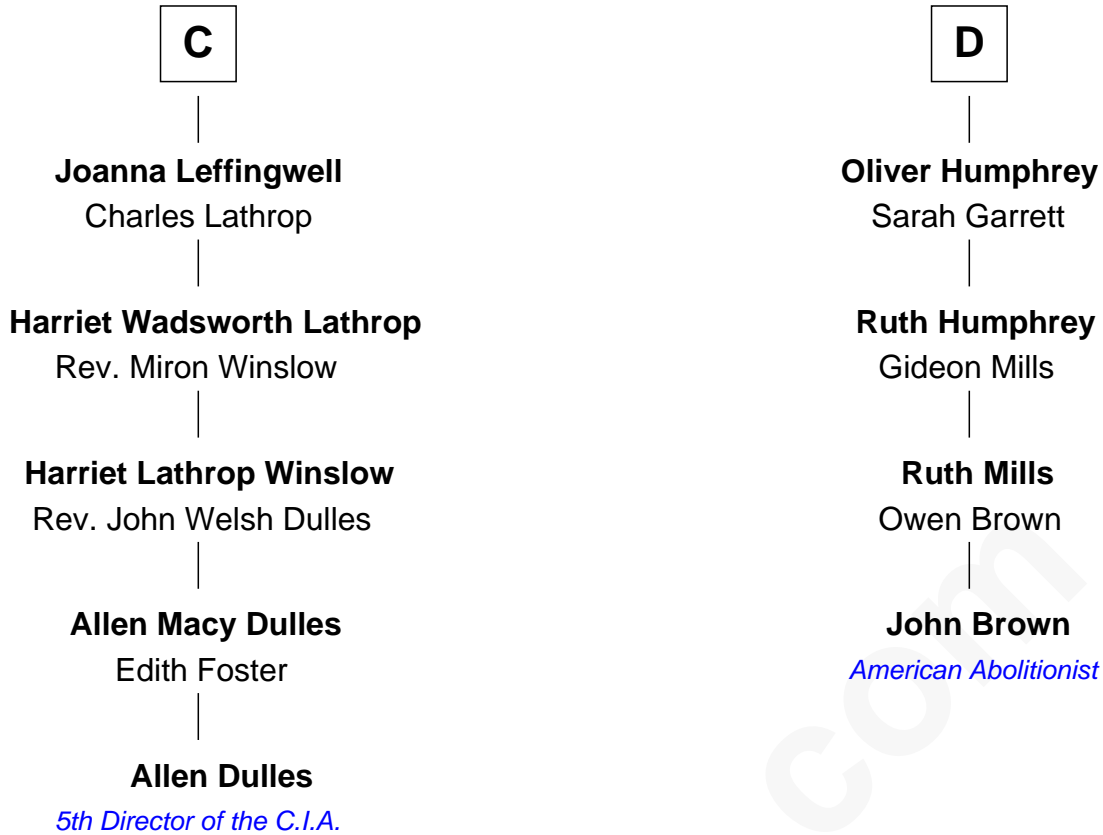 C
Joanna Leffingwell
Charles Lathrop
Harriet Wadsworth Lathrop
Rev. Miron Winslow
Harriet Lathrop Winslow
Rev. John Welsh Dulles
Allen Macy Dulles
Edith Foster
Allen Dulles
5th Director of the C.I.A.
D
Oliver Humphrey
Sarah Garrett
Ruth Humphrey
Gideon Mills
Ruth Mills
Owen Brown
John Brown
American Abolitionist
com